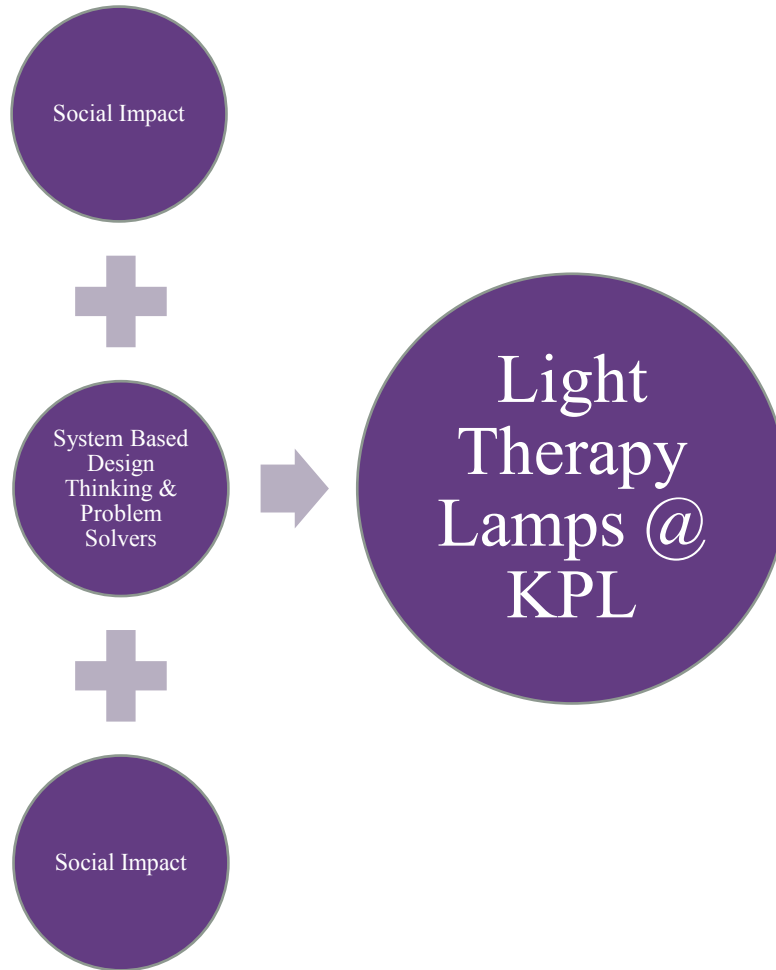 Social Impact
System Based
Design
Thinking &
Problem
Solvers
Light
Therapy
Lamps @
KPL
Social Impact